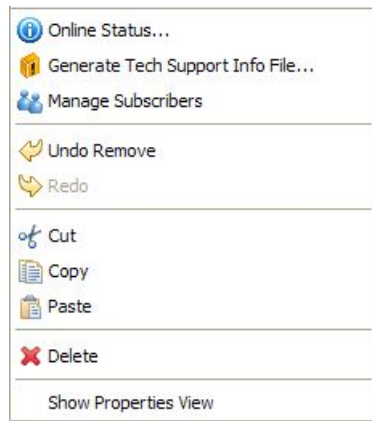 Online Status...
Generate Tech Support Info File...
Manage Subscribers
Undo Remove
Redo
Cut
Copy
Paste
Delete
Show Properties View